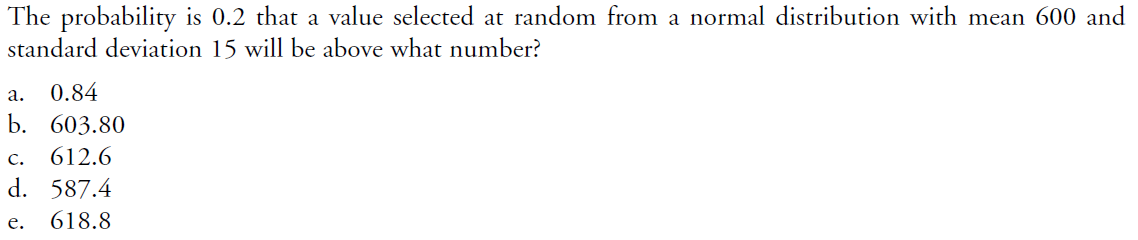 The probability is 0.2 that a value selected at random from a normal distribution with mean 600 and
standard deviation 15 will be above what number?
a. 0.84
b. 603.80
c. 612.6
d. 587.4
e. 618.8